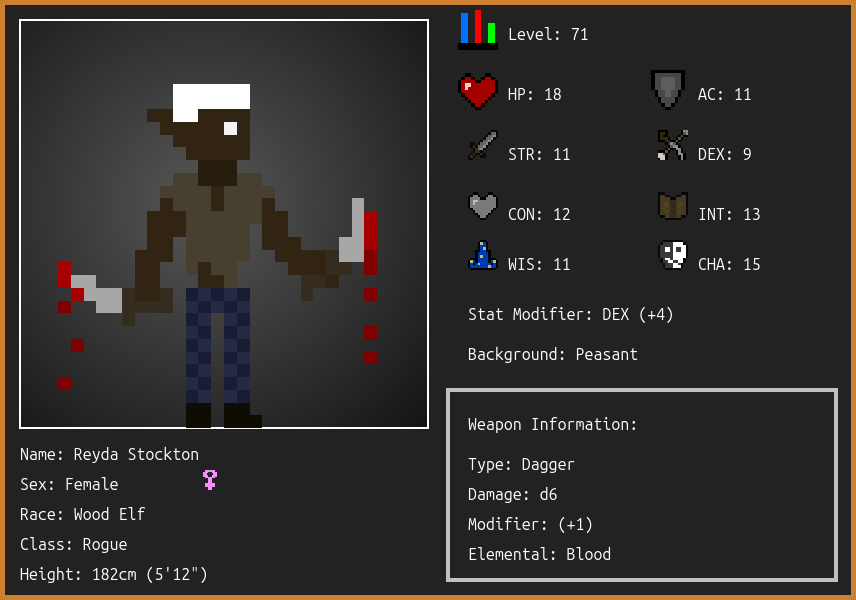 Level: 71
HP: 18
AC: 11
STR: 11
DEX: 9
CON: 12
INT: 13
WIS: 11
CHA: 15
Stat Modifier: DEX (+4)
Background: Peasant
Weapon Information:
Type: Dagger
Damage: d6
Modifier: (+1)
Elemental: Blood
Name: Reyda Stockton
Sex: Female
Race: Wood Elf
Class: Rogue
Height: 182cm (5'12")